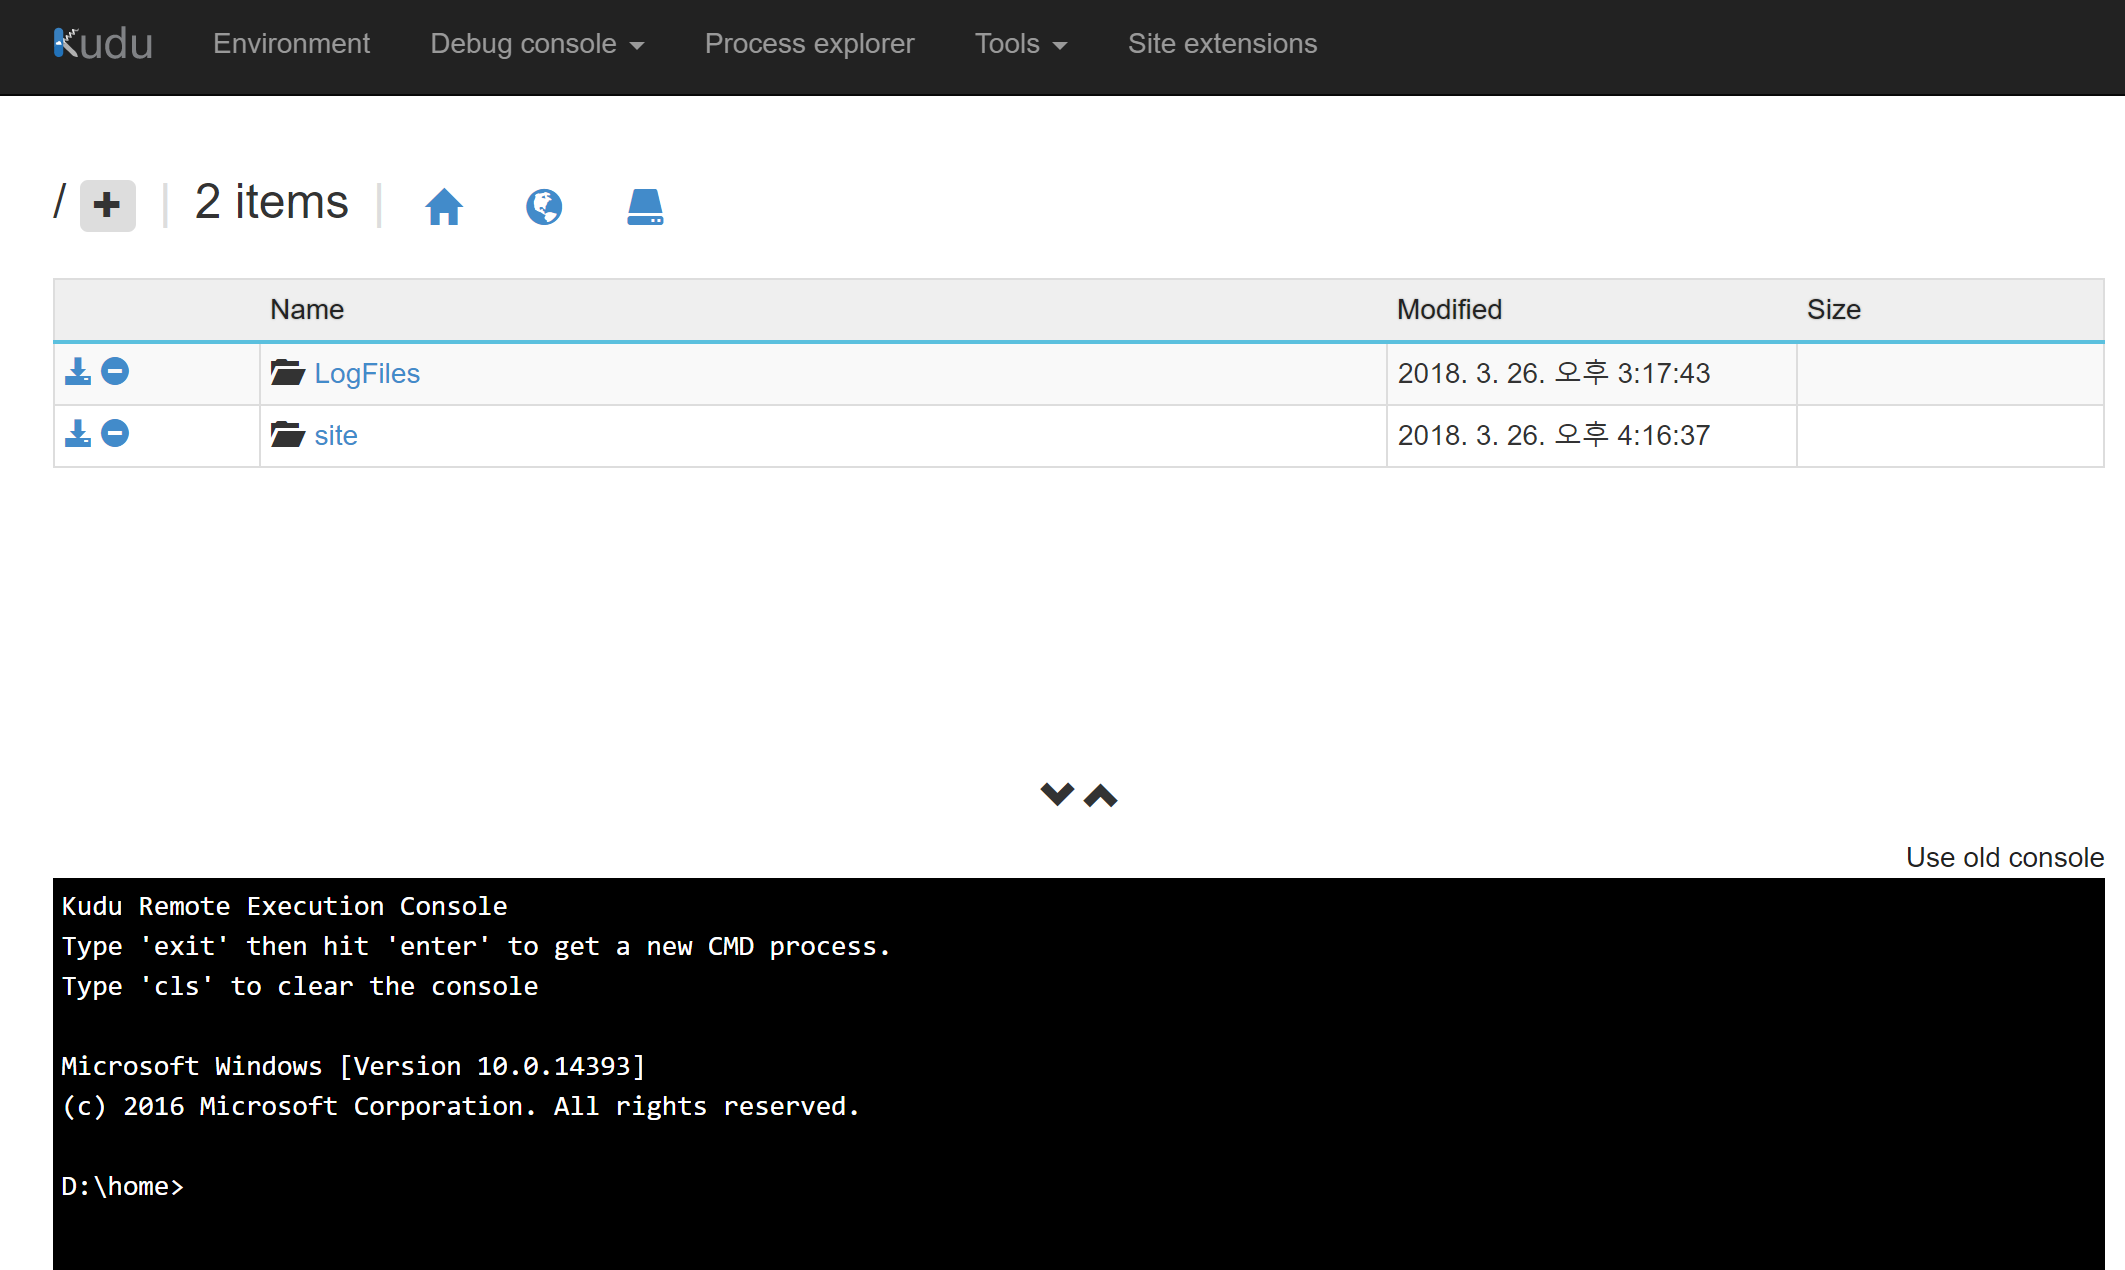 Kudu Environment Debug console Process explorer Tools Site extensions
/ 2 items
Name Modified Size
LogFiles 2018. 3. 26. 오후 3:17:43
site 2018. 3. 26. 오후 4:16:37
Use old console
Kudu Remote Execution Console
Type 'exit' then hit 'enter' to get a new CMD process.
Type 'cls' to clear the console
Microsoft Windows [Version 10.0.14393]
(c) 2016 Microsoft Corporation. All rights reserved.
D:\home>